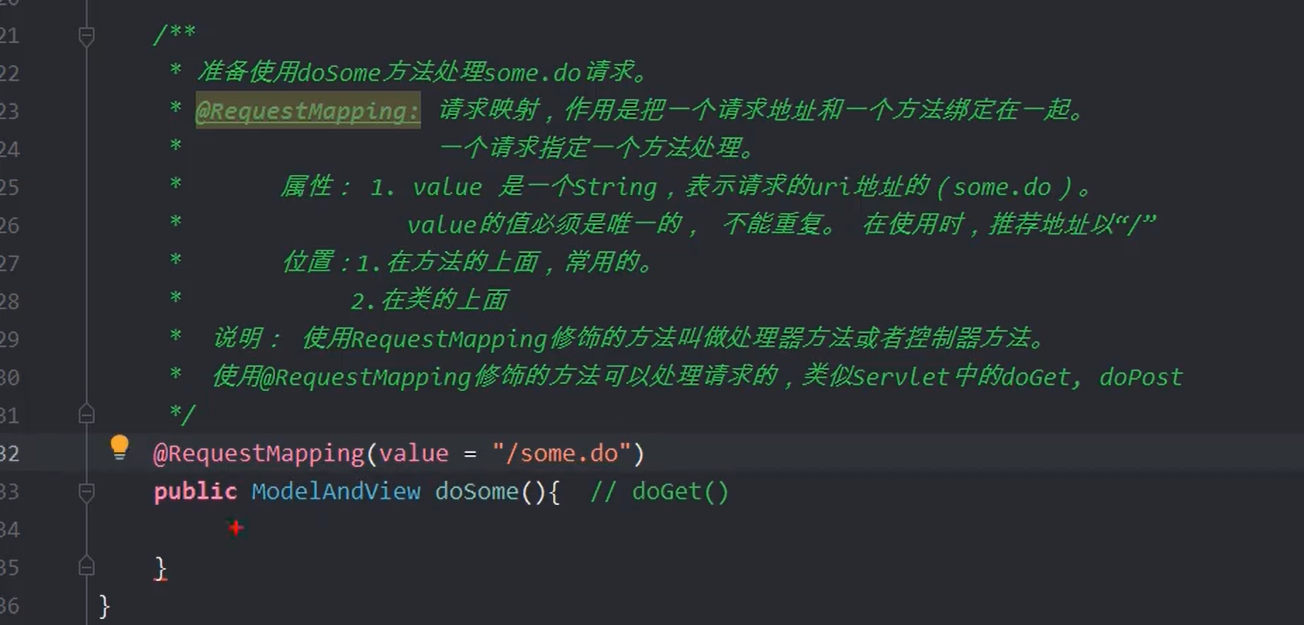 21 /**
22 * 准备使用doSome方法处理some.do请求。
23 * @RequestMapping: 请求映射，作用是把一个请求地址和一个方法绑定在一起。
24 * 一个请求指定一个方法处理。
25 * 属性： 1. value 是一个String，表示请求的uri地址的（some.do）。
26 * value的值必须是唯一的， 不能重复。 在使用时，推荐地址以“/”
27 * 位置：1.在方法的上面，常用的。
28 * 2.在类的上面
29 * 说明： 使用RequestMapping修饰的方法叫做处理器方法或者控制器方法。
30 * 使用@RequestMapping修饰的方法可以处理请求的，类似Servlet中的doGet, doPost
31 */
32 @RequestMapping(value = "/some.do")
33 public ModelAndView doSome(){ // doGet()
34
35 }
36 }